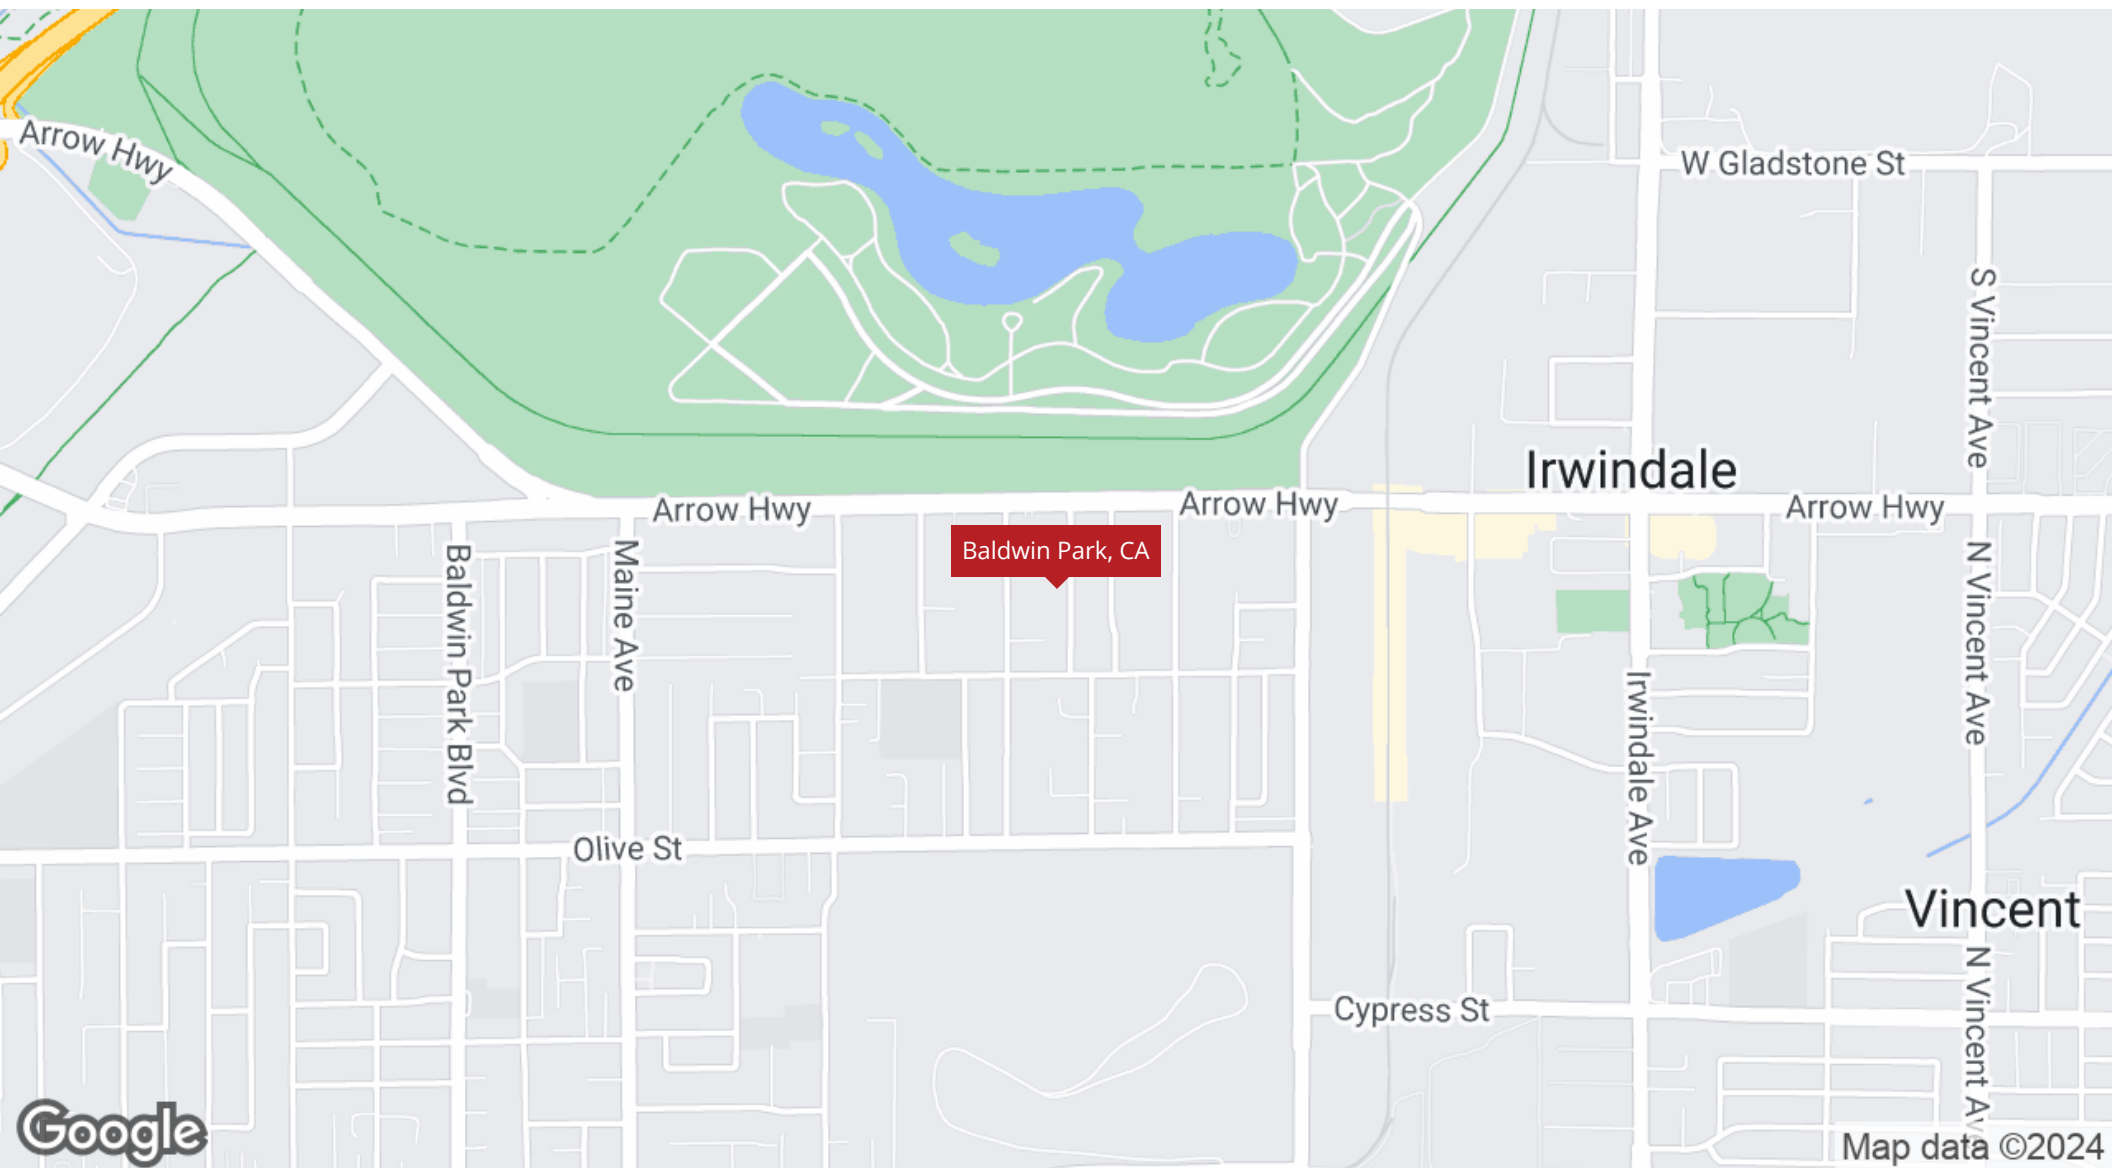 Arrow Hwy
W Gladstone St
S Vincent Ave
Irwindale
Arrow Hwy
Arrow Hwy
Arrow Hwy
Baldwin Park, CA
Baldwin Park Blvd
Maine Ave
N Vincent Ave
Irwindale Ave
Olive St
Vincent
N Vincent Av
Cypress St
Google
Map data ©2024